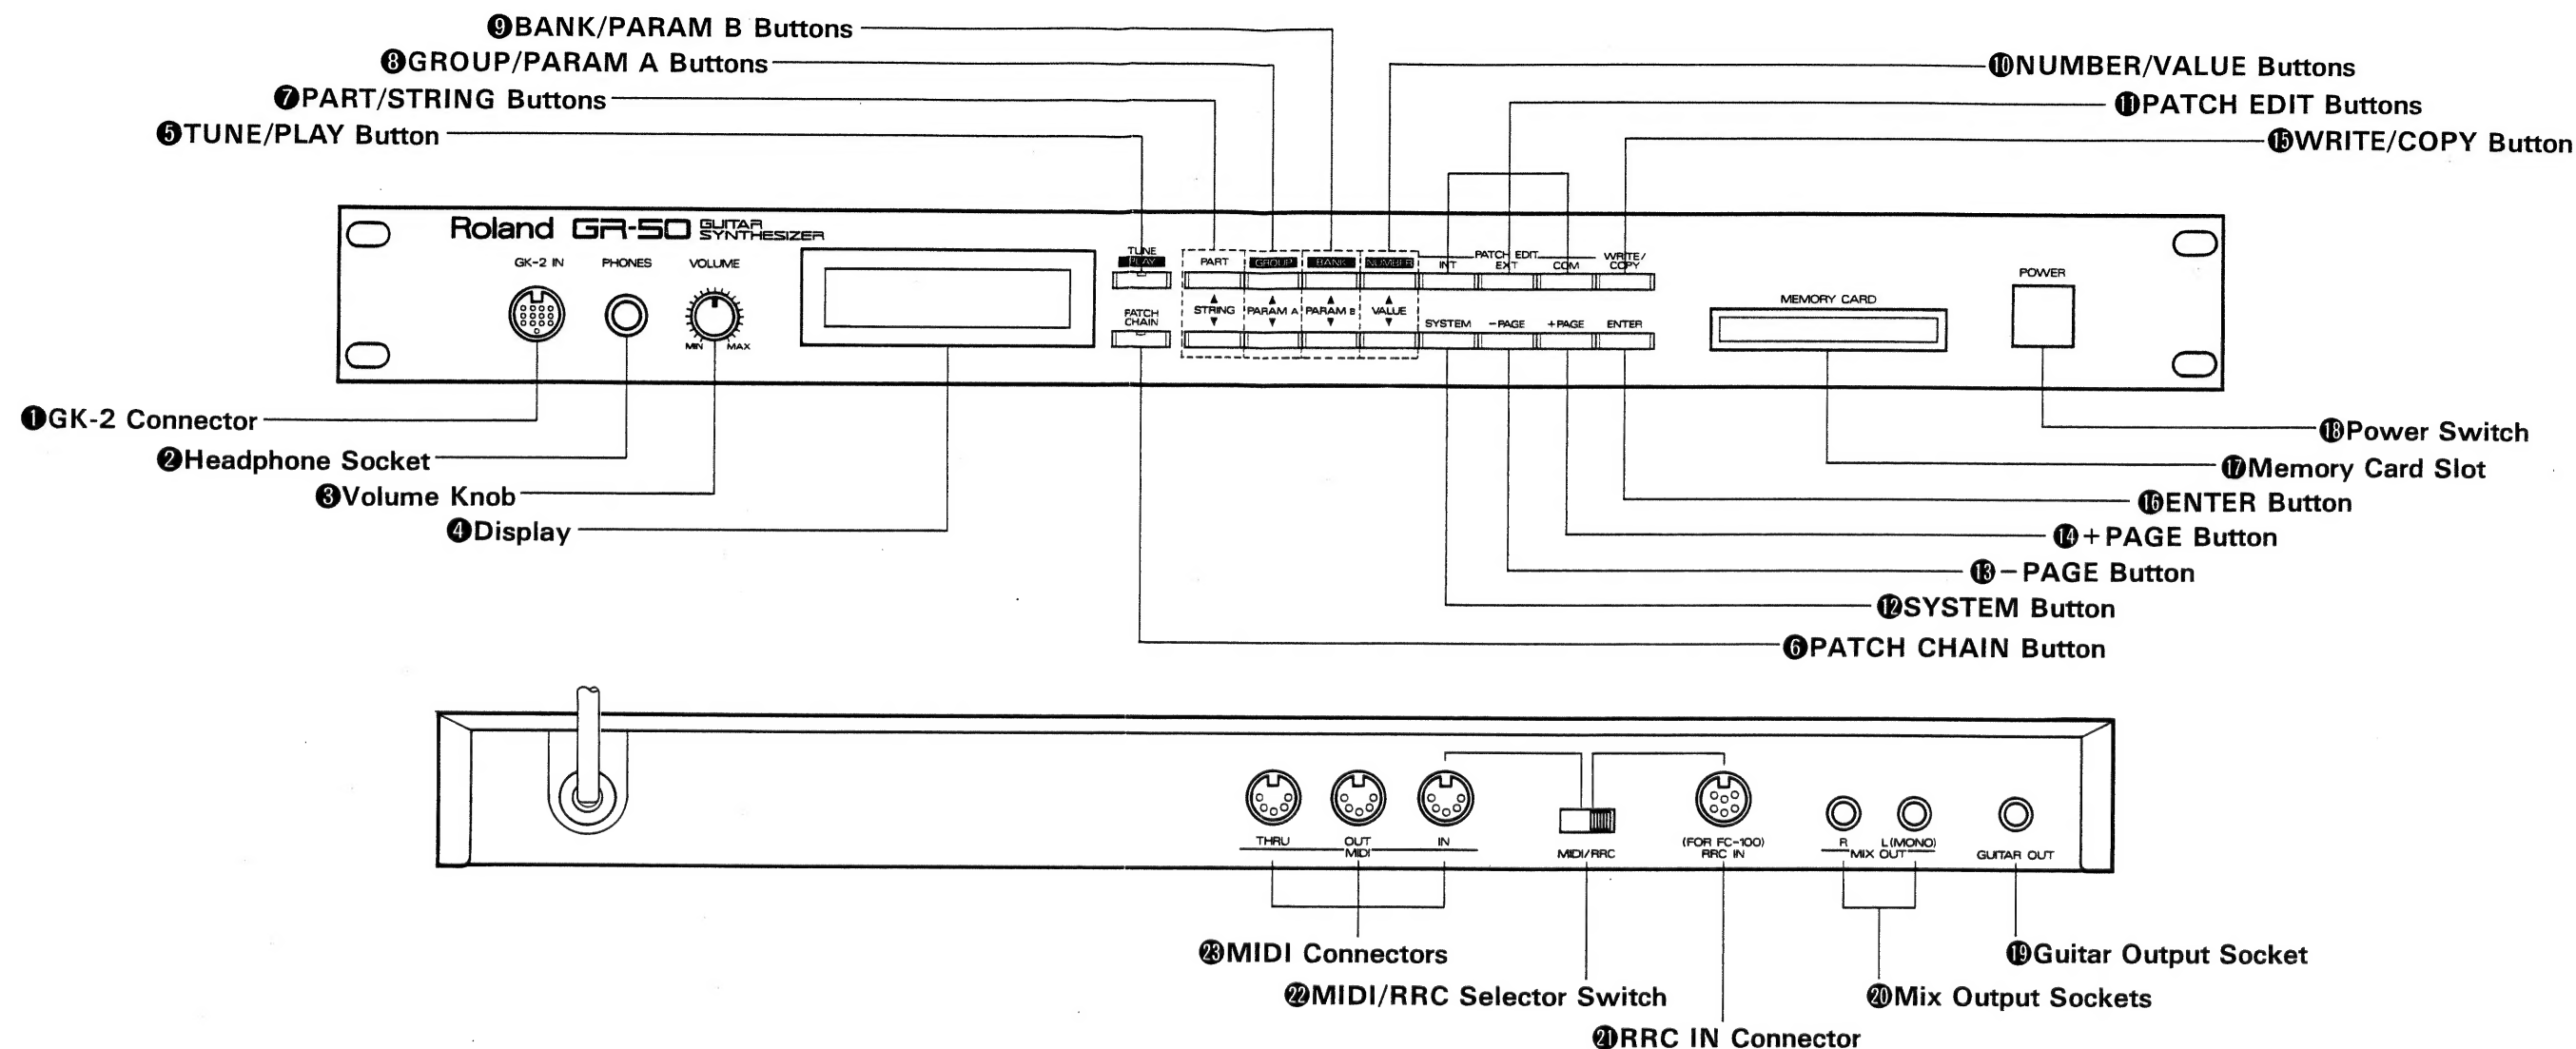 ❾BANK/PARAM B Buttons
❽GROUP/PARAM A Buttons
❼PART/STRING Buttons
❺TUNE/PLAY Button
❿NUMBER/VALUE Buttons
⓫PATCH EDIT Buttons
⓯WRITE/COPY Button
Roland GR-50 GUITAR
SYNTHESIZER
GK-2 IN
PHONES
VOLUME
MIN MAX
TUNE
PLAY
PATCH
CHAIN
PART
GROUP
BANK
NUMBER
STRING
PARAM A
PARAM B
VALUE
PATCH EDIT
INT
EXT
COM
WRITE/
COPY
SYSTEM
-PAGE
+PAGE
ENTER
MEMORY CARD
POWER
❶GK-2 Connector
❷Headphone Socket
❸Volume Knob
❹Display
⓲Power Switch
⓱Memory Card Slot
⓰ENTER Button
⓮+PAGE Button
⓭-PAGE Button
⓬SYSTEM Button
❻PATCH CHAIN Button
THRU
OUT
IN
MIDI
MIDI/RRC
(FOR FC-100)
RRC IN
R
L(MONO)
MIX OUT
GUITAR OUT
㉓MIDI Connectors
㉒MIDI/RRC Selector Switch
㉑RRC IN Connector
⓳Guitar Output Socket
⓴Mix Output Sockets